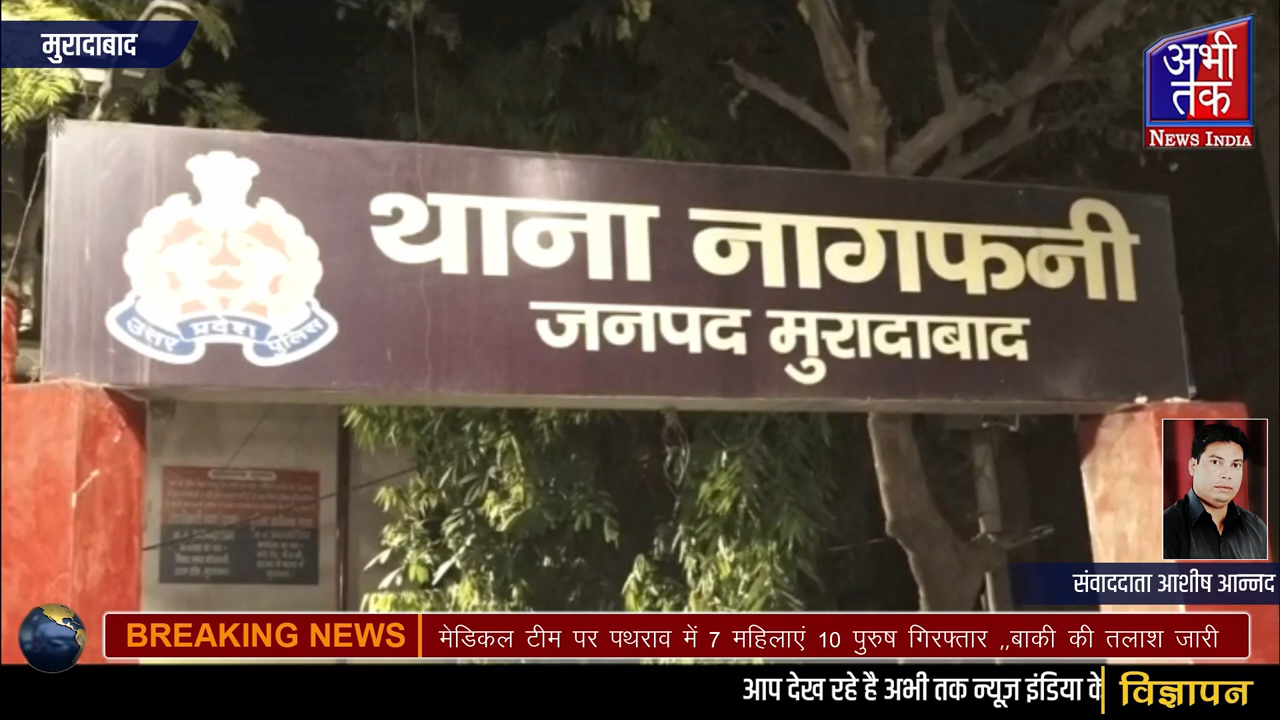 मुरादाबाद
अभी
तक
NEWS INDIA
थाना नागफनी
जनपद मुरादाबाद
उत्तर प्रदेश पुलिस
संवाददाता आशीष आन्नद
BREAKING NEWS
मेडिकल टीम पर पथराव में 7 महिलाएं 10 पुरुष गिरफ्तार ,,बाकी की तलाश जारी
आप देख रहे है अभी तक न्यूज़ इंडिया के
विज्ञापन